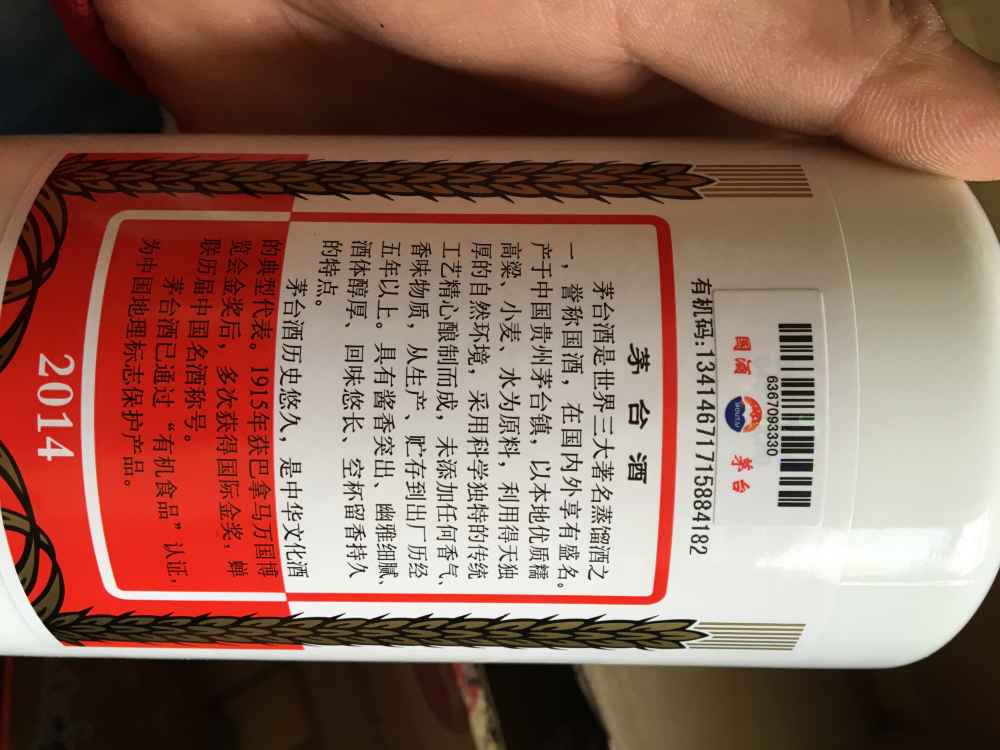 6367093330
国酒 MOUTAI 茅台
有机码:134146717158841​82
茅台酒
茅台酒是世界三大著名蒸馏酒之
一，誉称国酒，在国内外享有盛名。
产于中国贵州茅台镇，以本地优质糯
高粱、小麦、水为原料，利用得天独
厚的自然环境，采用科学独特的传统
工艺精心酿制而成，未添加任何香气、
香味物质，从生产、贮存到出厂历经
五年以上。具有酱香突出、幽雅细腻、
酒体醇厚、回味悠长、空杯留香持久
的特点。
茅台酒历史悠久，是中华文化酒
的典型代表。1915年获巴拿马万国博
览会金奖后，多次获得国际金奖，蝉
联历届中国名酒称号。
茅台酒已通过“有机食品”认证，
为中国地理标志保护产品。
2014